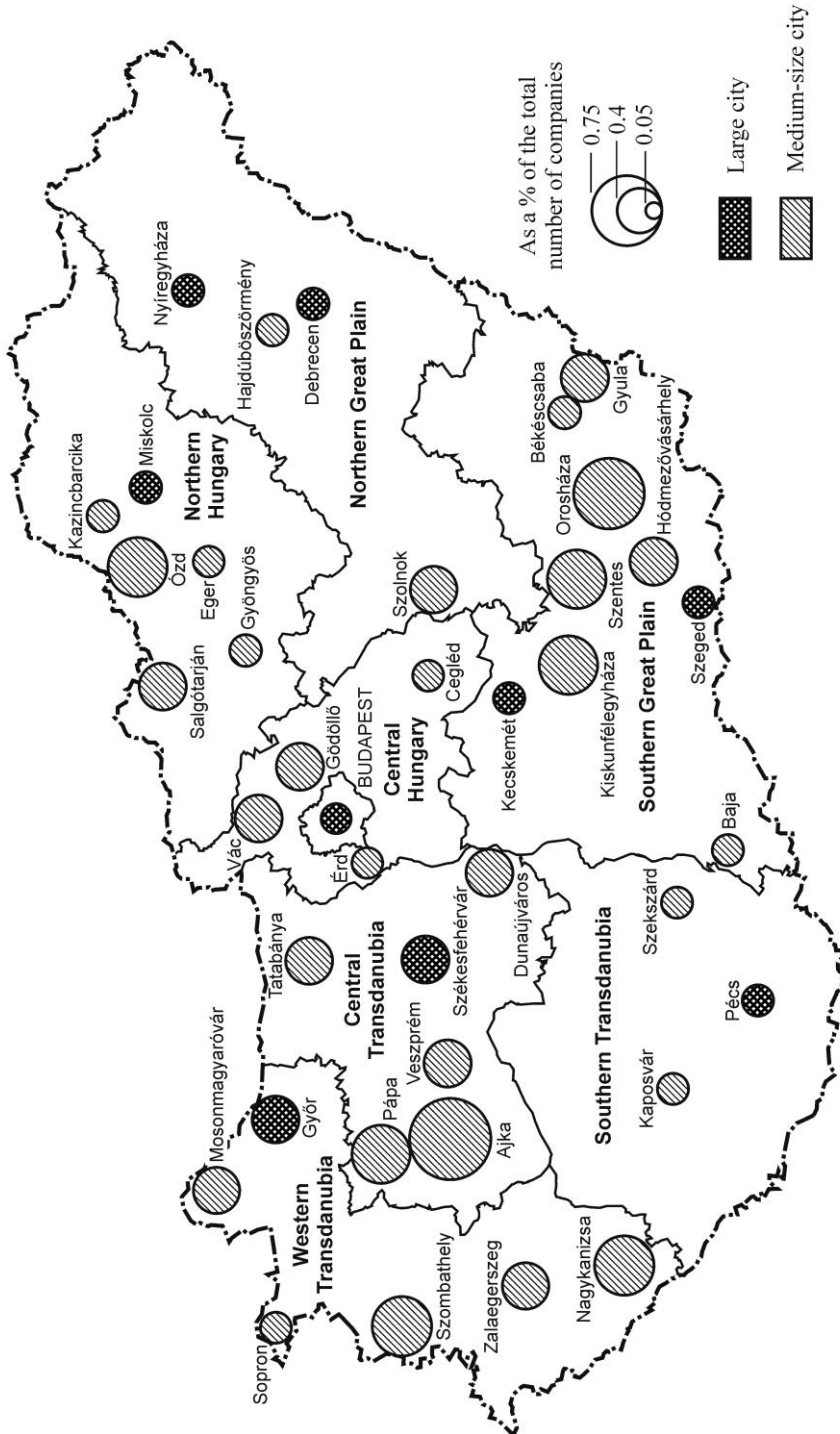 Sopron
Mosonmagyaróvár
Győr
Western
Transdanubia
Szombathely
Zalaegerszeg
Nagykanizsa
Pápa
Ajka
Veszprém
Tatabánya
Central
Transdanubia
Székesfehérvár
Dunaújváros
Southern Transdanubia
Kaposvár
Pécs
Szekszárd
Vác
Gödöllő
BUDAPEST
Érd
Central
Hungary
Cegléd
Salgótarján
Ózd
Kazincbarcika
Miskolc
Eger
Gyöngyös
Northern
Hungary
Nyíregyháza
Hajdúböszörmény
Debrecen
Northern Great Plain
Szolnok
Kecskemét
Kiskunfélegyháza
Szentes
Orosháza
Békéscsaba
Gyula
Hódmezővásárhely
Southern Great Plain
Szeged
Baja
As a % of the total
number of companies
0.75
0.4
0.05
Large city
Medium-size city